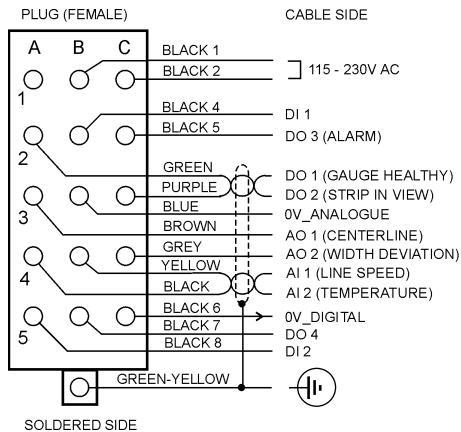 PLUG (FEMALE) CABLE SIDE
A B C
BLACK 1
BLACK 2 115 - 230V AC
1
BLACK 4 DI 1
BLACK 5 DO 3 (ALARM)
2
GREEN DO 1 (GAUGE HEALTHY)
PURPLE DO 2 (STRIP IN VIEW)
BLUE 0V_ANALOGUE
3
BROWN AO 1 (CENTERLINE)
GREY AO 2 (WIDTH DEVIATION)
YELLOW AI 1 (LINE SPEED)
4
BLACK AI 2 (TEMPERATURE)
BLACK 6 0V_DIGITAL
BLACK 7 DO 4
5
BLACK 8 DI 2
GREEN-YELLOW
SOLDERED SIDE